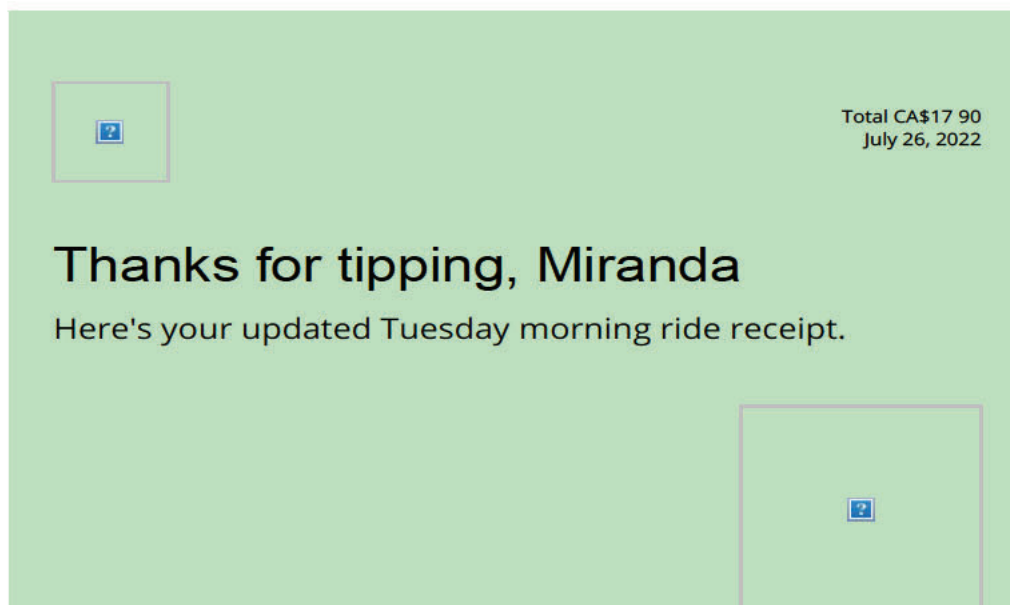 Total CA$17 90
July 26, 2022
Thanks for tipping, Miranda
Here's your updated Tuesday morning ride receipt.